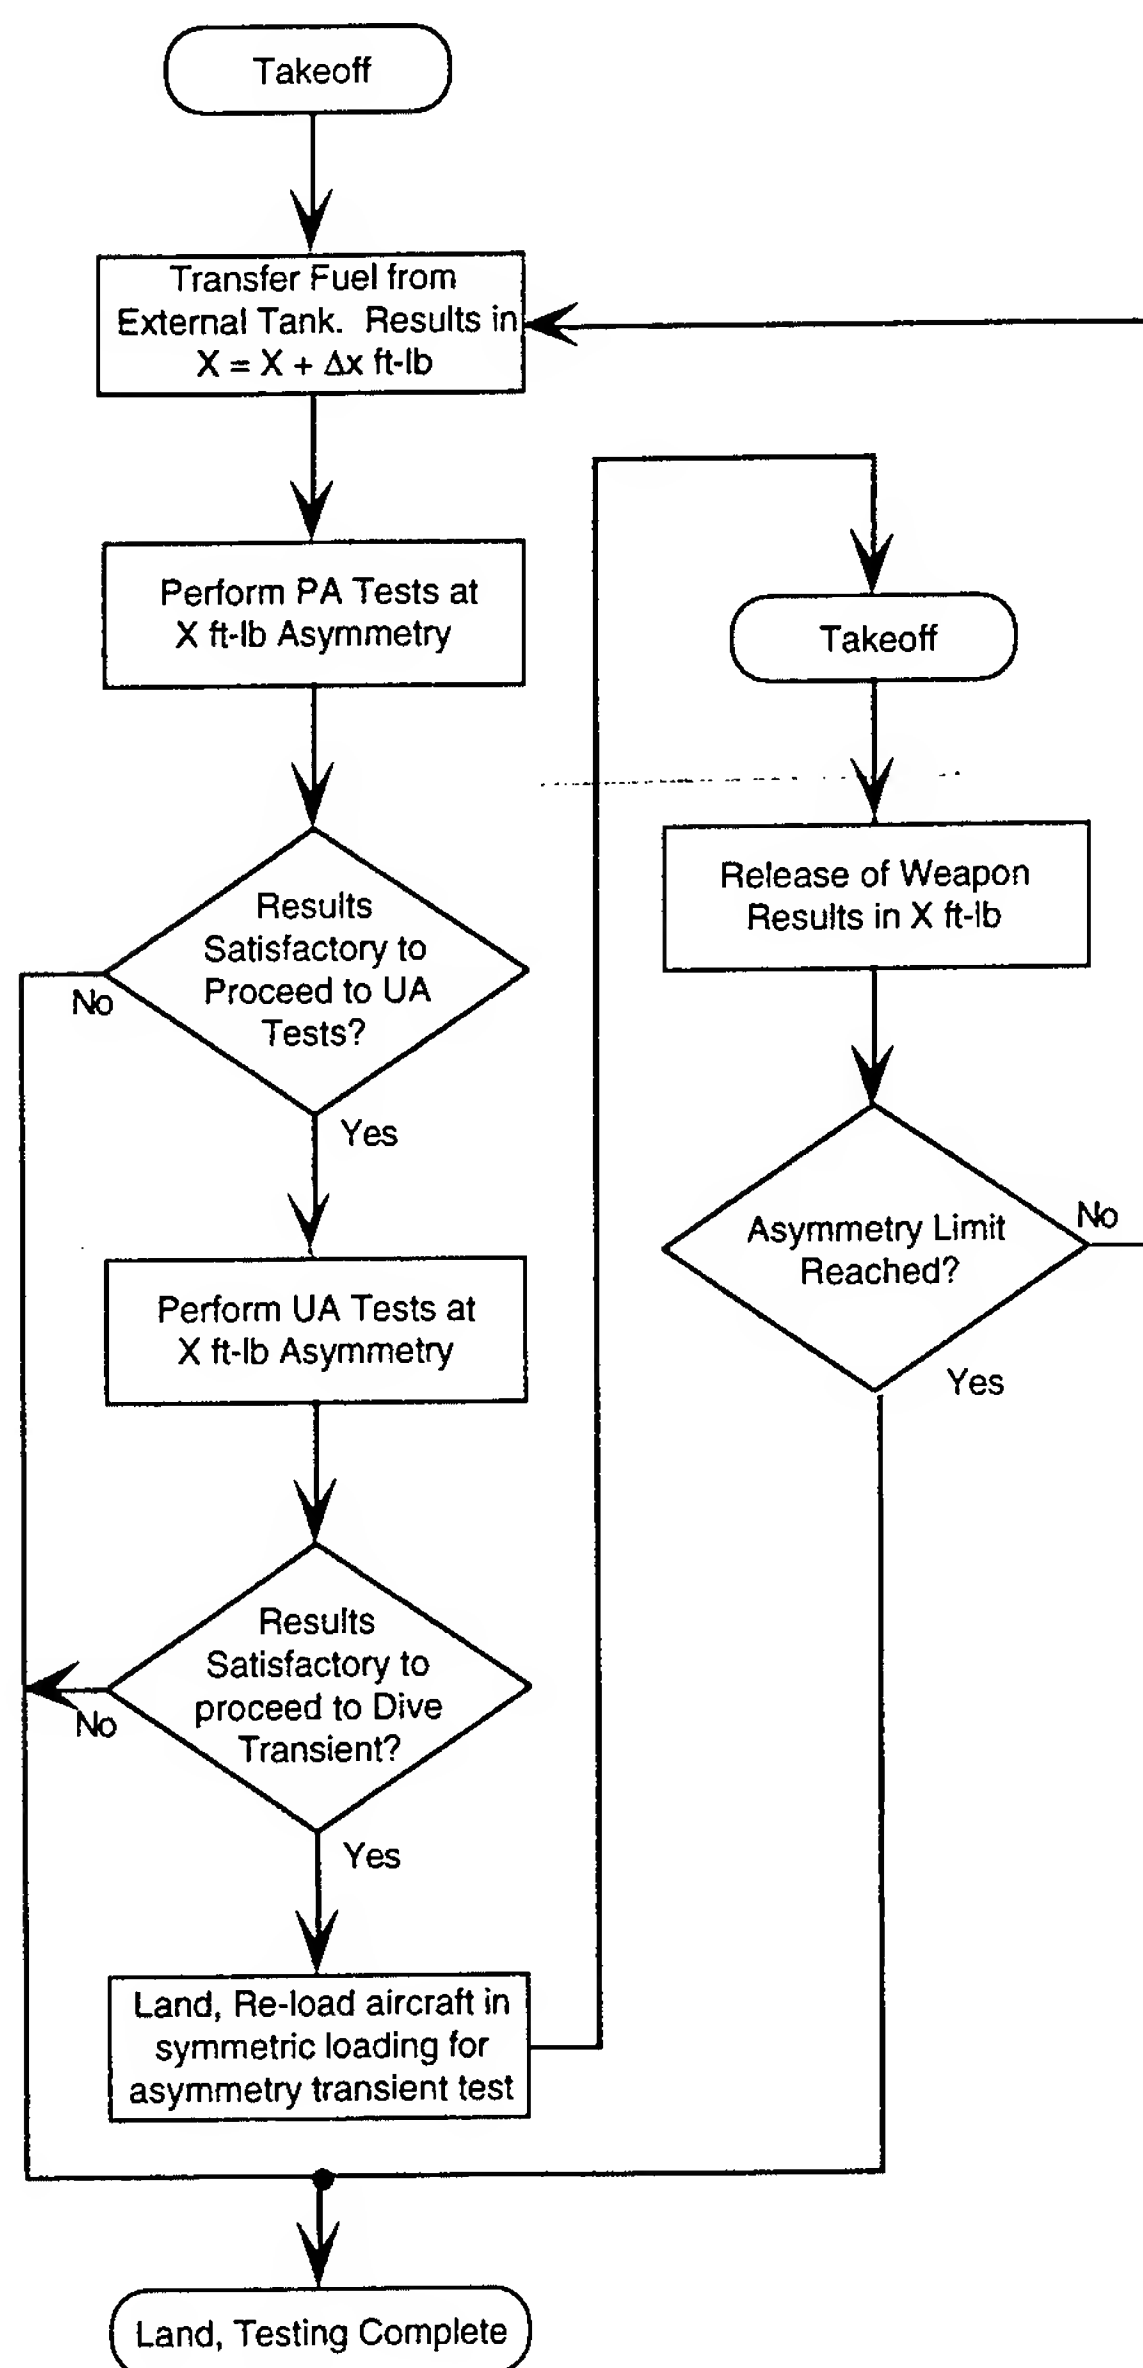 Takeoff
Transfer Fuel from
External Tank. Results in
X = X + Δx ft-lb
Perform PA Tests at
X ft-lb Asymmetry
Results
Satisfactory to
Proceed to UA
Tests?
No
Yes
Perform UA Tests at
X ft-lb Asymmetry
Results
Satisfactory to
proceed to Dive
Transient?
No
Yes
Land, Re-load aircraft in
symmetric loading for
asymmetry transient test
Takeoff
Release of Weapon
Results in X ft-lb
Asymmetry Limit
Reached?
No
Yes
Land, Testing Complete